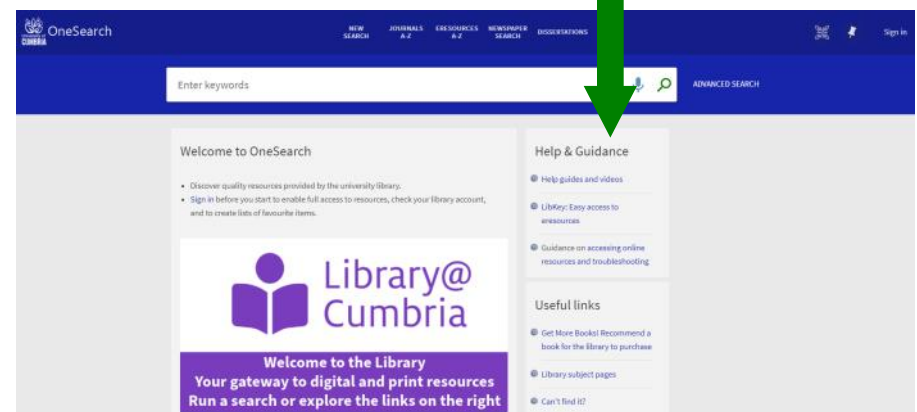 UNIVERSITY OF
CUMBRIA
OneSearch
NEW
SEARCH
JOURNALS
A-Z
ERESOURCES
A-Z
NEWSPAPER
SEARCH
DISSERTATIONS
Sign in
Enter keywords
ADVANCED SEARCH
Welcome to OneSearch
• Discover quality resources provided by the university library.
• Sign in before you start to enable full access to resources, check your library account,
and to create lists of favourite items.
Library@
Cumbria
Welcome to the Library
Your gateway to digital and print resources
Run a search or explore the links on the right
Help & Guidance
Help guides and videos
LibKey: Easy access to
eresources
Guidance on accessing online
resources and troubleshooting
Useful links
Get More Books! Recommend a
book for the library to purchase
Library subject pages
Can't find it?